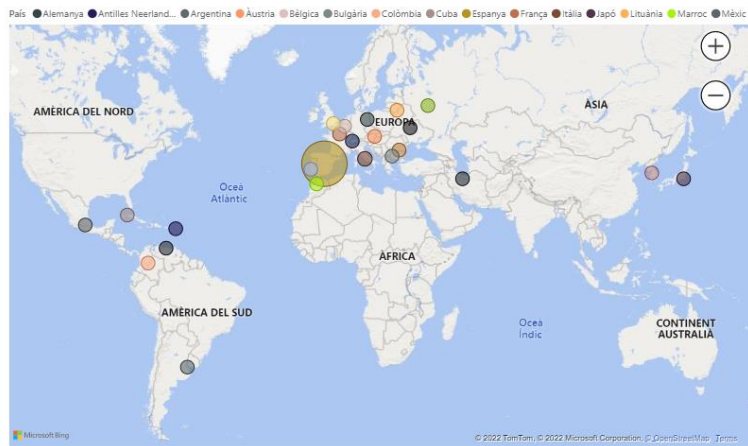 País Alemanya Antilles Neerland... Argentina Àustria Bèlgica Bulgària Colòmbia Cuba Espanya França Itàlia Japó Lituània Marroc Mèxic
AMÈRICA DEL NORD
EUROPA
ÀSIA
Oceà
Atlàntic
ÀFRICA
AMÈRICA DEL SUD
Oceà
Índic
CONTINENT
AUSTRALIÀ
Microsoft Bing
© 2022 TomTom, © 2022 Microsoft Corporation, © OpenStreetMap Terms